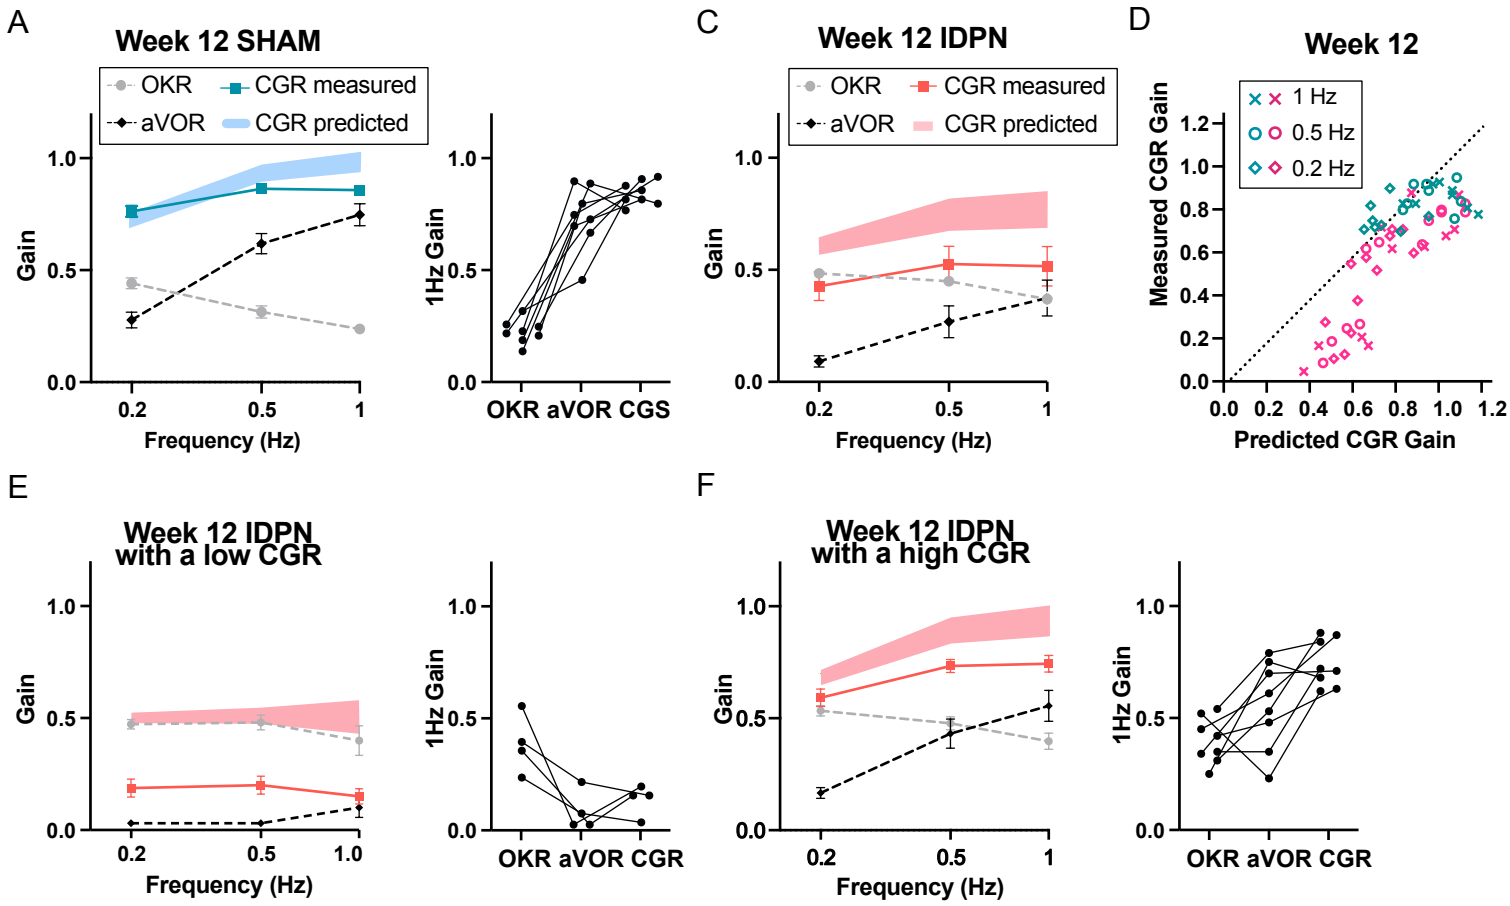 A
Week 12 SHAM
OKR
CGR measured
aVOR
CGR predicted
1.0
0.5
0.0
Gain
0.2
0.5
1
Frequency (Hz)
1.0
0.5
0.0
1Hz Gain
OKR aVOR CGS
C
Week 12 IDPN
OKR
CGR measured
aVOR
CGR predicted
1.0
0.5
0.0
Gain
0.2
0.5
1
Frequency (Hz)
D
Week 12
1 Hz
0.5 Hz
0.2 Hz
1.2
1.0
0.8
0.6
0.4
0.2
0.0
Measured CGR Gain
0.0 0.2 0.4 0.6 0.8 1.0 1.2
Predicted CGR Gain
E
Week 12 IDPN
with a low CGR
1.0
0.5
0.0
Gain
0.2
0.5
1.0
Frequency (Hz)
1.0
0.5
0.0
1Hz Gain
OKR aVOR CGR
F
Week 12 IDPN
with a high CGR
1.0
0.5
0.0
Gain
0.2
0.5
1
Frequency (Hz)
1.0
0.5
0.0
1Hz Gain
OKR aVOR CGR